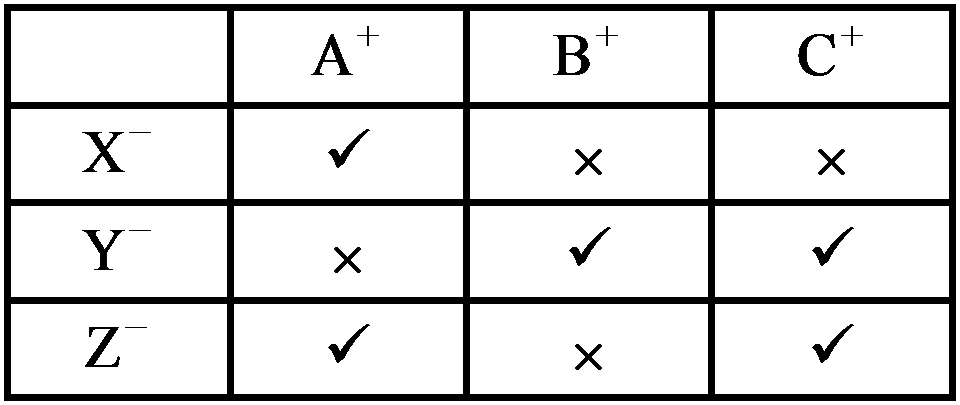 A⁺ B⁺ C⁺
X⁻ ✓ × ×
Y⁻ × ✓ ✓
Z⁻ ✓ × ✓